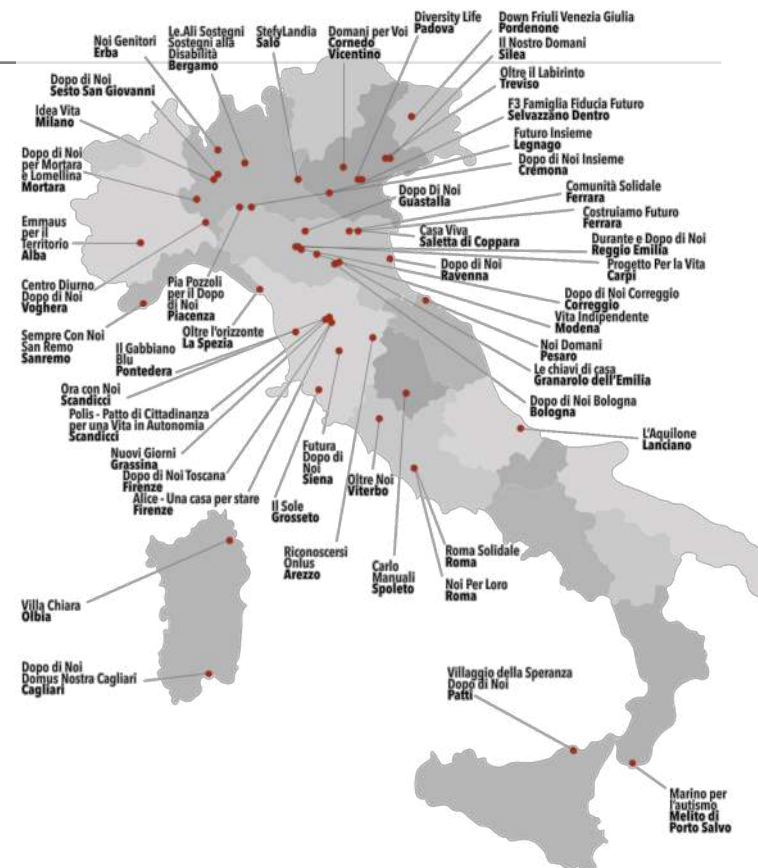 Noi Genitori
Erba
Le.Ali Sostegni
Sostegni alla
Disabilità
Bergamo
StefyLandia
Salò
Domani per Voi
Cornedo
Vicentino
Diversity Life
Padova
Down Friuli Venezia Giulia
Pordenone
Il Nostro Domani
Silea
Oltre il Labirinto
Treviso
F3 Famiglia Fiducia Futuro
Selvazzano Dentro
Futuro Insieme
Legnago
Dopo di Noi Insieme
Cremona
Dopo di Noi
Sesto San Giovanni
Idea Vita
Milano
Dopo di Noi
per Mortara
e Lomellina
Mortara
Emmaus
per il
Territorio
Alba
Centro Diurno
Dopo di Noi
Voghera
Sempre Con Noi
San Remo
Sanremo
Pia Pozzoli
per il Dopo
di Noi
Piacenza
Oltre l'orizzonte
La Spezia
Il Gabbiano
Blu
Pontedera
Dopo Di Noi
Guastalla
Comunità Solidale
Ferrara
Costruiamo Futuro
Ferrara
Casa Viva
Saletta di Coppara
Durante e Dopo di Noi
Reggio Emilia
Dopo di Noi
Ravenna
Progetto Per la Vita
Carpi
Dopo di Noi Correggio
Correggio
Vita Indipendente
Modena
Noi Domani
Pesaro
Le chiavi di casa
Granarolo dell'Emilia
Dopo di Noi Bologna
Bologna
Ora con Noi
Scandicci
Polis - Patto di Cittadinanza
per una Vita in Autonomia
Scandicci
Nuovi Giorni
Grassina
Dopo di Noi Toscana
Firenze
Alice - Una casa per stare
Firenze
Il Sole
Grosseto
Futura
Dopo di
Noi
Siena
Oltre Noi
Viterbo
L'Aquilone
Lanciano
Riconoscersi
Onlus
Arezzo
Carlo
Manuali
Spoleto
Roma Solidale
Roma
Noi Per Loro
Roma
Villa Chiara
Olbia
Dopo di Noi
Domus Nostra Cagliari
Cagliari
Villaggio della Speranza
Dopo di Noi
Patti
Marino per
l'autismo
Melito di
Porto Salvo